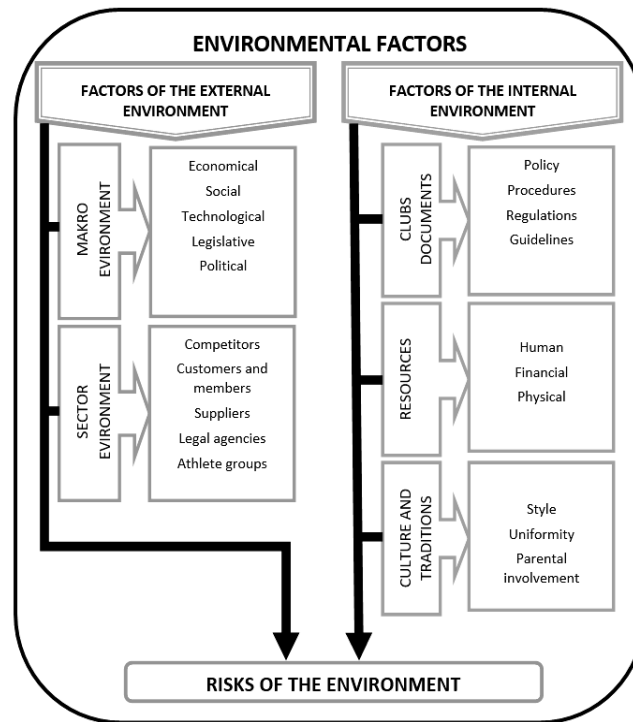 ENVIRONMENTAL FACTORS
FACTORS OF THE EXTERNAL
ENVIRONMENT
MAKRO
EVIRONMENT
Economical
Social
Technological
Legislative
Political
SECTOR
EVIRONMENT
Competitors
Customers and
members
Suppliers
Legal agencies
Athlete groups
FACTORS OF THE INTERNAL
ENVIRONMENT
CLUBS
DOCUMENTS
Policy
Procedures
Regulations
Guidelines
RESOURCES
Human
Financial
Physical
CULTURE AND
TRADITIONS
Style
Uniformity
Parental
involvement
RISKS OF THE ENVIRONMENT